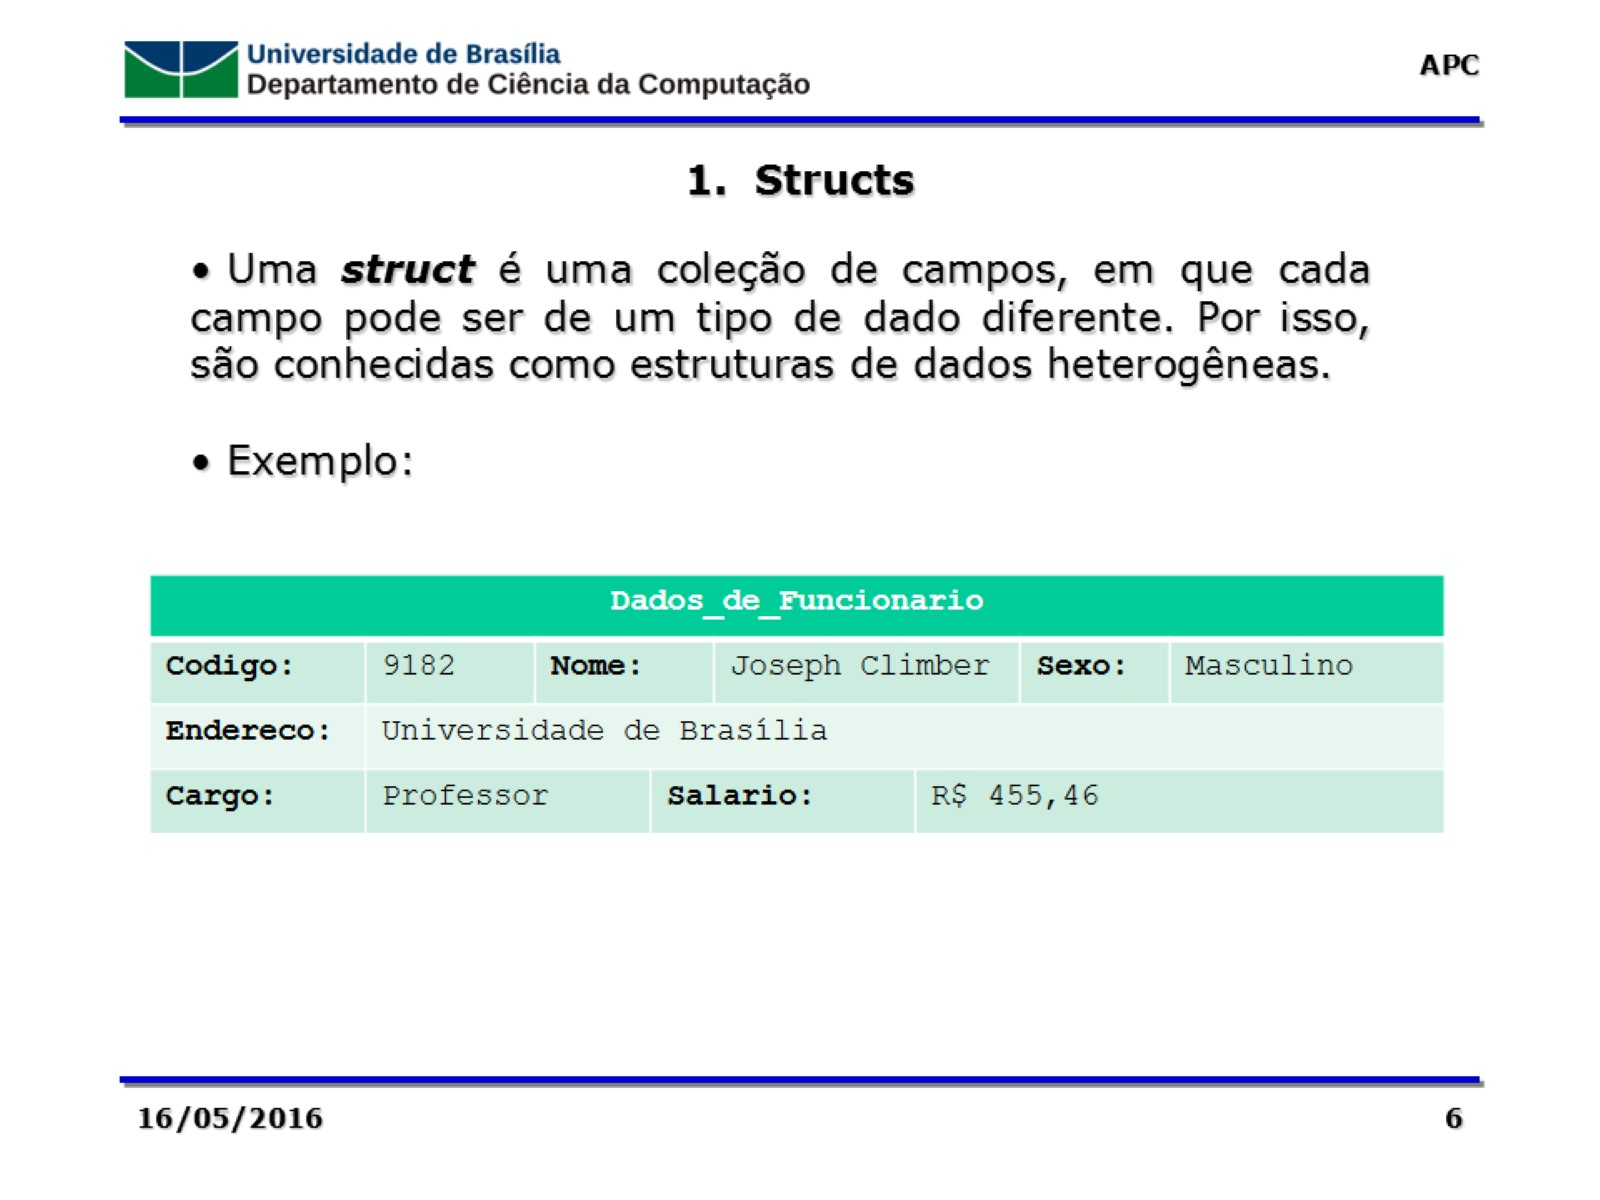 Universidade de Brasília
Departamento de Ciência da Computação
APC
1. Structs
• Uma struct é uma coleção de campos, em que cada
campo pode ser de um tipo de dado diferente. Por isso,
são conhecidas como estruturas de dados heterogêneas.
• Exemplo:
Dados_de_Funcionario
Codigo: 9182 Nome: Joseph Climber Sexo: Masculino
Endereco: Universidade de Brasília
Cargo: Professor Salario: R$ 455,46
16/05/2016 6